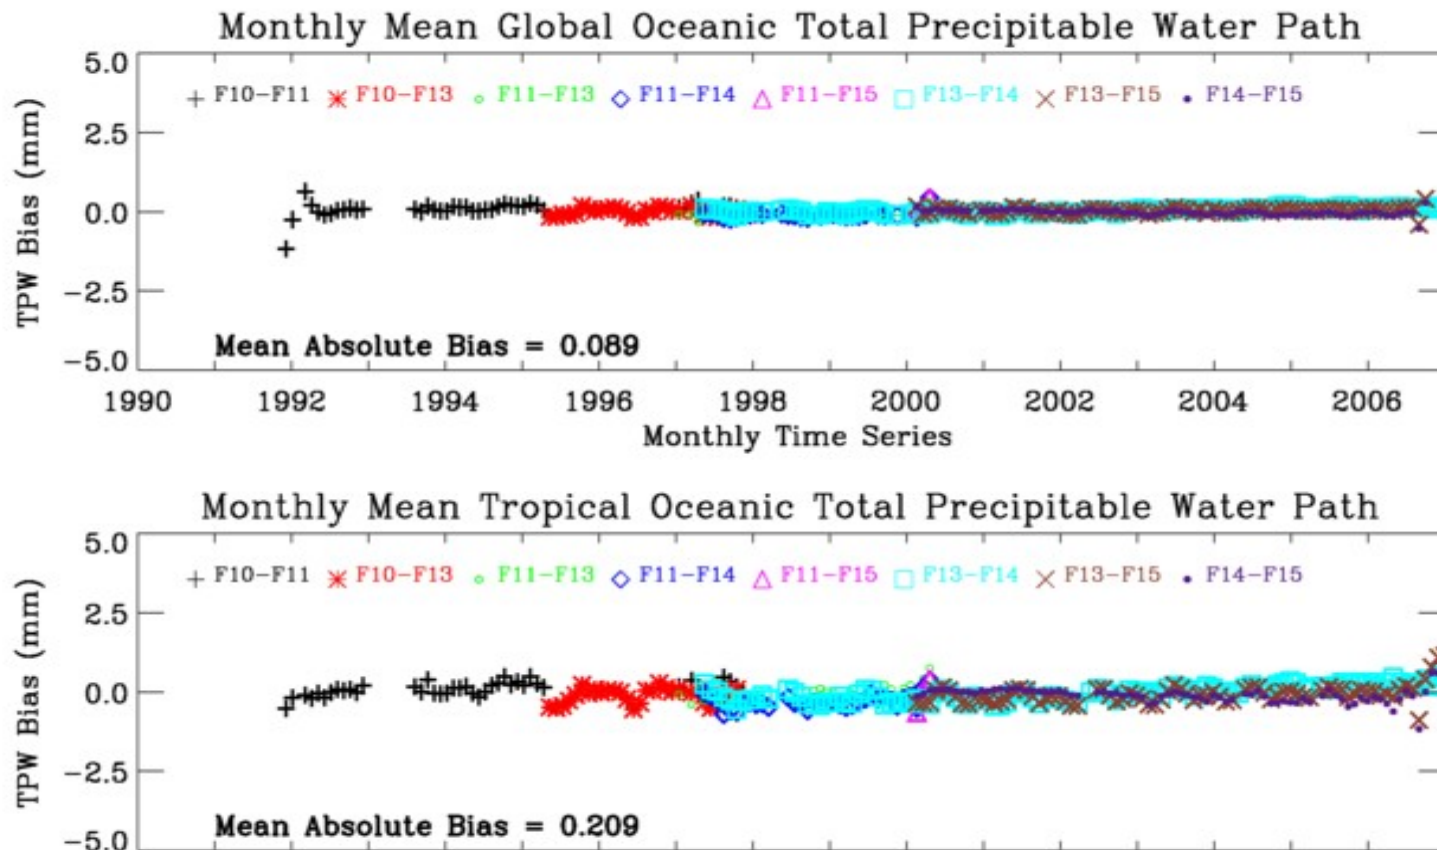 Monthly Mean Global Oceanic Total Precipitable Water Path
5.0
F10-F11 F10-F13 F11-F13 F11-F14 F11-F15 F13-F14 F13-F15 F14-F15
2.5
TPW Bias (mm)
0.0
-2.5
Mean Absolute Bias = 0.089
-5.0
1990 1992 1994 1996 1998 2000 2002 2004 2006
Monthly Time Series
Monthly Mean Tropical Oceanic Total Precipitable Water Path
5.0
F10-F11 F10-F13 F11-F13 F11-F14 F11-F15 F13-F14 F13-F15 F14-F15
2.5
TPW Bias (mm)
0.0
-2.5
Mean Absolute Bias = 0.209
-5.0